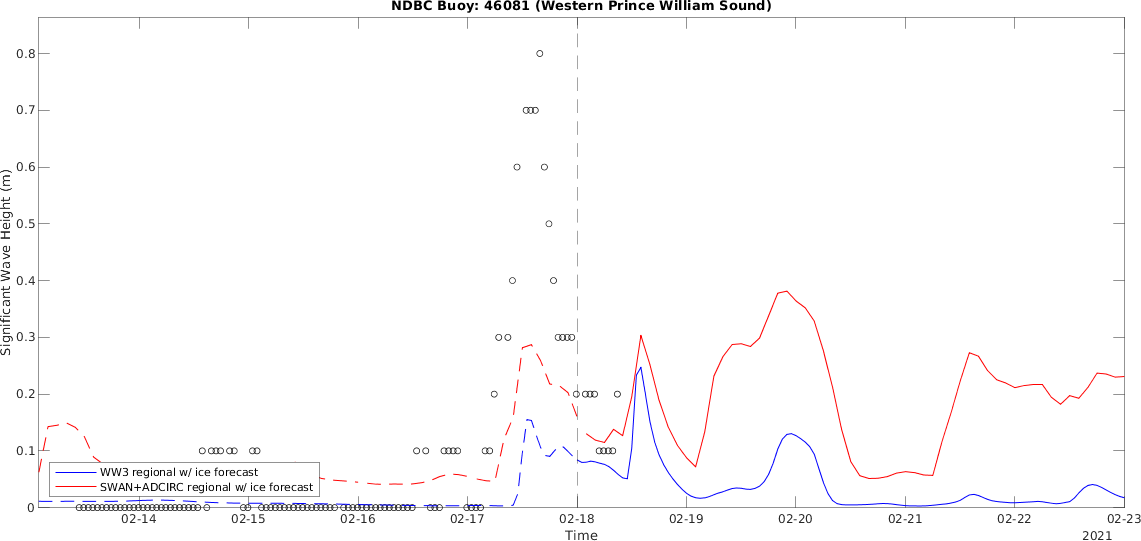 NDBC Buoy: 46081 (Western Prince William Sound)
Significant Wave Height (m)
0.8
0.7
0.6
0.5
0.4
0.3
0.2
0.1
0
WW3 regional w/ ice forecast
SWAN+ADCIRC regional w/ ice forecast
02-14 02-15 02-16 02-17 02-18 02-19 02-20 02-21 02-22 02-23
Time
2021